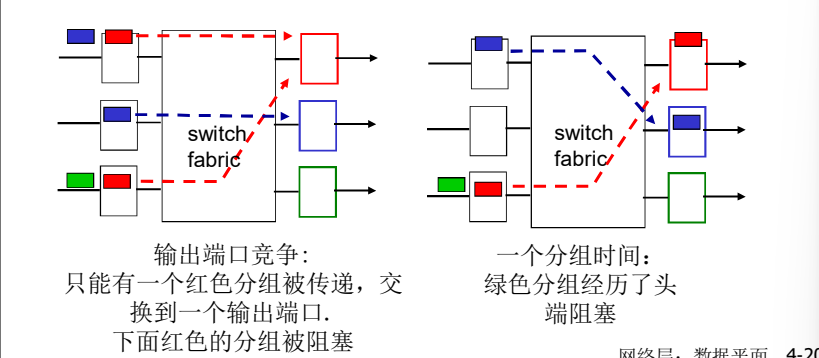 switch
fabric
switch
fabric
输出端口竞争:
只能有一个红色分组被传递，交
换到一个输出端口.
下面红色的分组被阻塞
一个分组时间：
绿色分组经历了头
端阻塞
网络层：数据平面 4-20